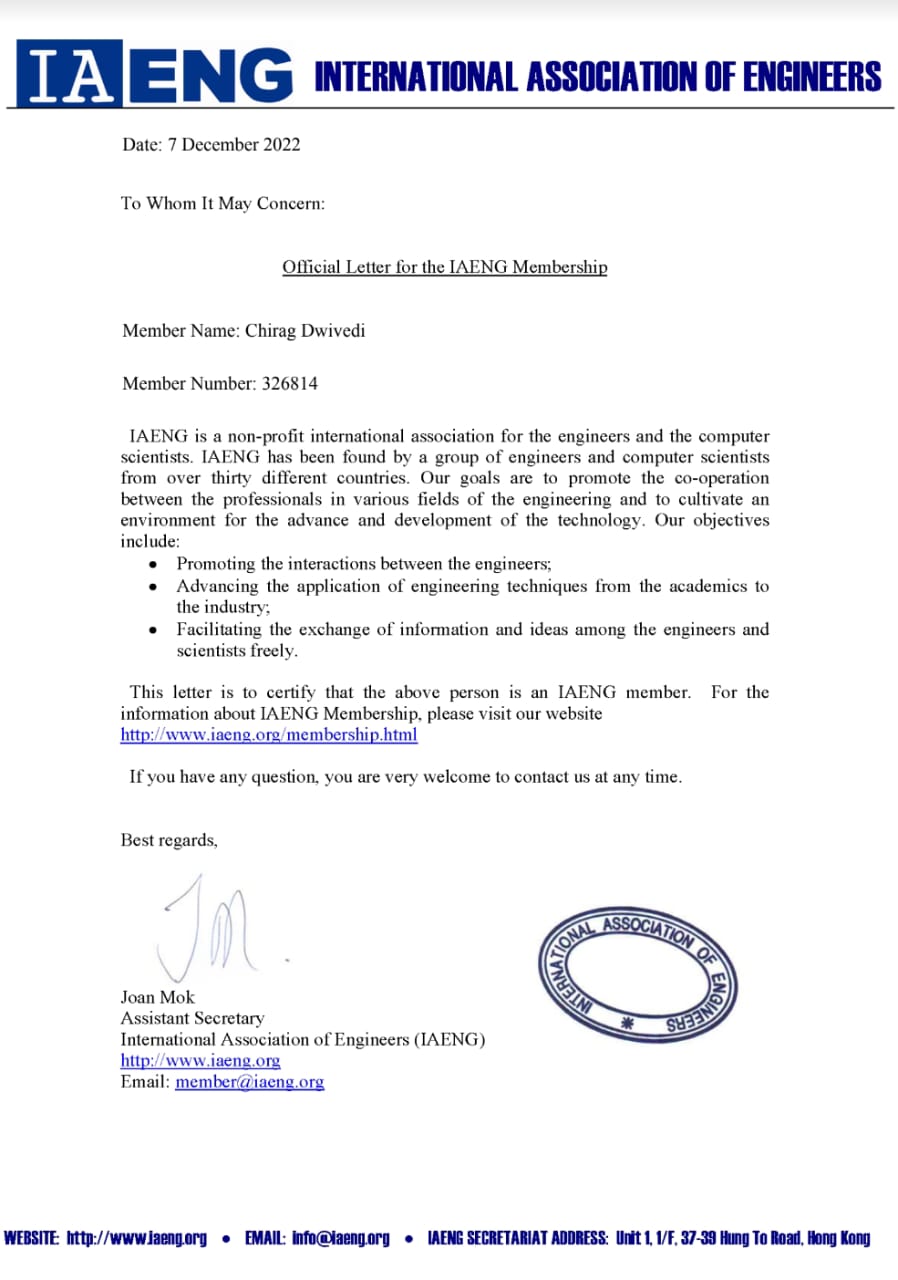 IAENG INTERNATIONAL ASSOCIATION OF ENGINEERS
Date: 7 December 2022
To Whom It May Concern:
Official Letter for the IAENG Membership
Member Name: Chirag Dwivedi
Member Number: 326814
IAENG is a non-profit international association for the engineers and the computer
scientists. IAENG has been found by a group of engineers and computer scientists
from over thirty different countries. Our goals are to promote the co-operation
between the professionals in various fields of the engineering and to cultivate an
environment for the advance and development of the technology. Our objectives
include:
• Promoting the interactions between the engineers;
• Advancing the application of engineering techniques from the academics to
the industry;
• Facilitating the exchange of information and ideas among the engineers and
scientists freely.
This letter is to certify that the above person is an IAENG member. For the
information about IAENG Membership, please visit our website
http://www.iaeng.org/membership.html
If you have any question, you are very welcome to contact us at any time.
Best regards,
JM.
INTERNATIONAL ASSOCIATION OF ENGINEERS *
Joan Mok
Assistant Secretary
International Association of Engineers (IAENG)
http://www.iaeng.org
Email: member@iaeng.org
WEBSITE: http://www.iaeng.org • EMAIL: info@iaeng.org • IAENG SECRETARIAT ADDRESS: Unit 1, 1/F, 37-39 Hung To Road, Hong Kong